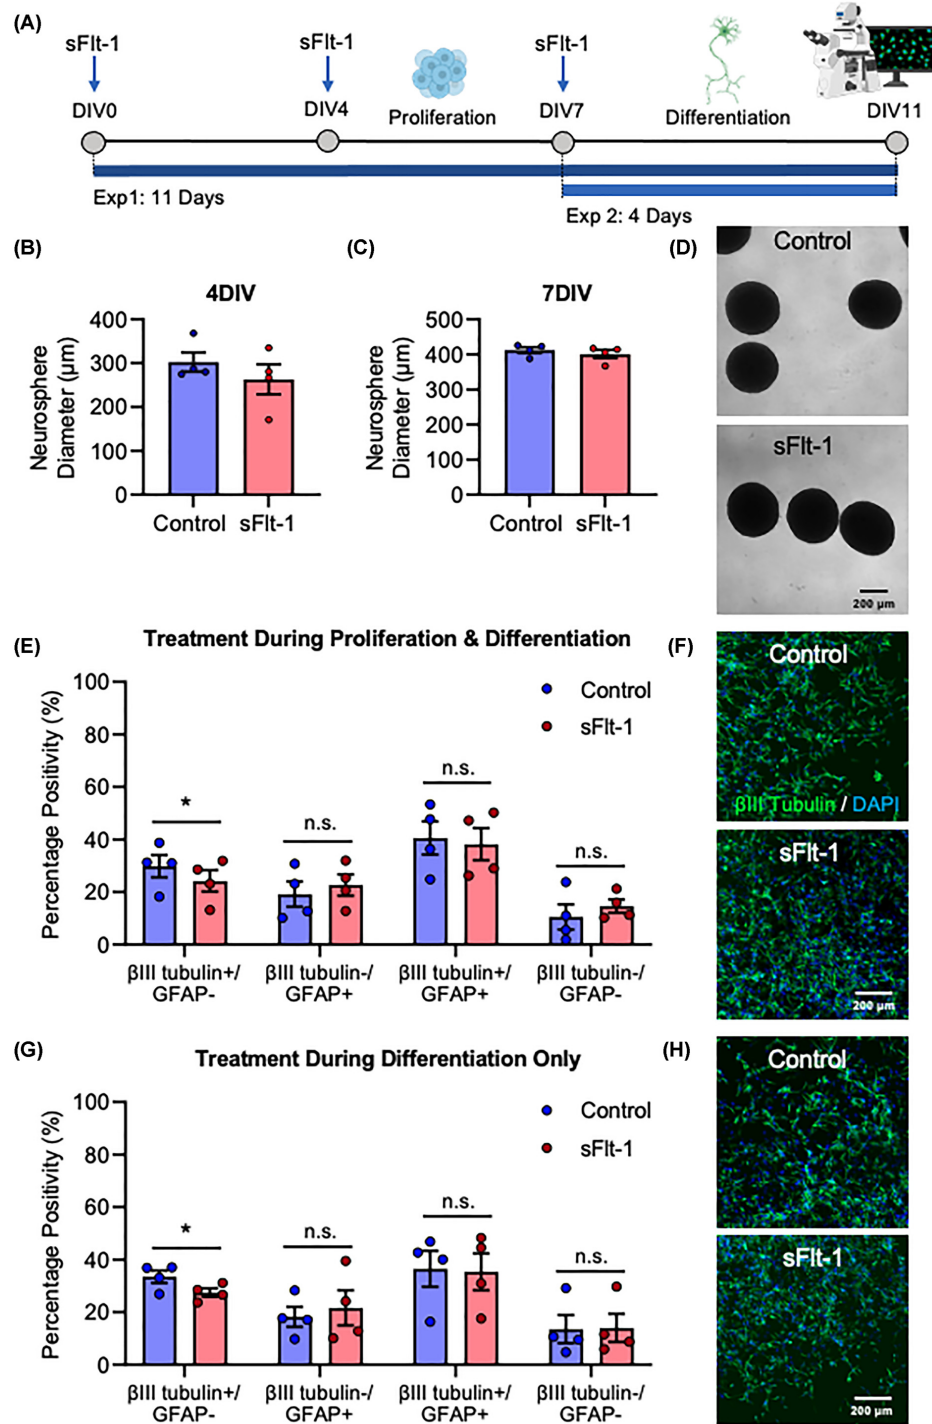 (A)
sFlt-1 sFlt-1 sFlt-1
DIV0 DIV4 Proliferation DIV7 Differentiation DIV11
Exp1: 11 Days
Exp 2: 4 Days
(B)
4DIV
Neurosphere
Diameter (µm)
400
300
200
100
0
Control sFlt-1
(C)
7DIV
Neurosphere
Diameter (µm)
500
400
300
200
100
0
Control sFlt-1
(D)
Control
sFlt-1
200 µm
(E)
Treatment During Proliferation & Differentiation
Percentage Positivity (%)
100
80
60
40
20
0
Control
sFlt-1
*
n.s.
n.s.
n.s.
βIII tubulin+/ βIII tubulin-/ βIII tubulin+/ βIII tubulin-/
GFAP- GFAP+ GFAP+ GFAP-
(F)
Control
βIII Tubulin / DAPI
sFlt-1
200 µm
(G)
Treatment During Differentiation Only
Percentage Positivity (%)
100
80
60
40
20
0
Control
sFlt-1
*
n.s.
n.s.
n.s.
βIII tubulin+/ βIII tubulin-/ βIII tubulin+/ βIII tubulin-/
GFAP- GFAP+ GFAP+ GFAP-
(H)
Control
sFlt-1
200 µm